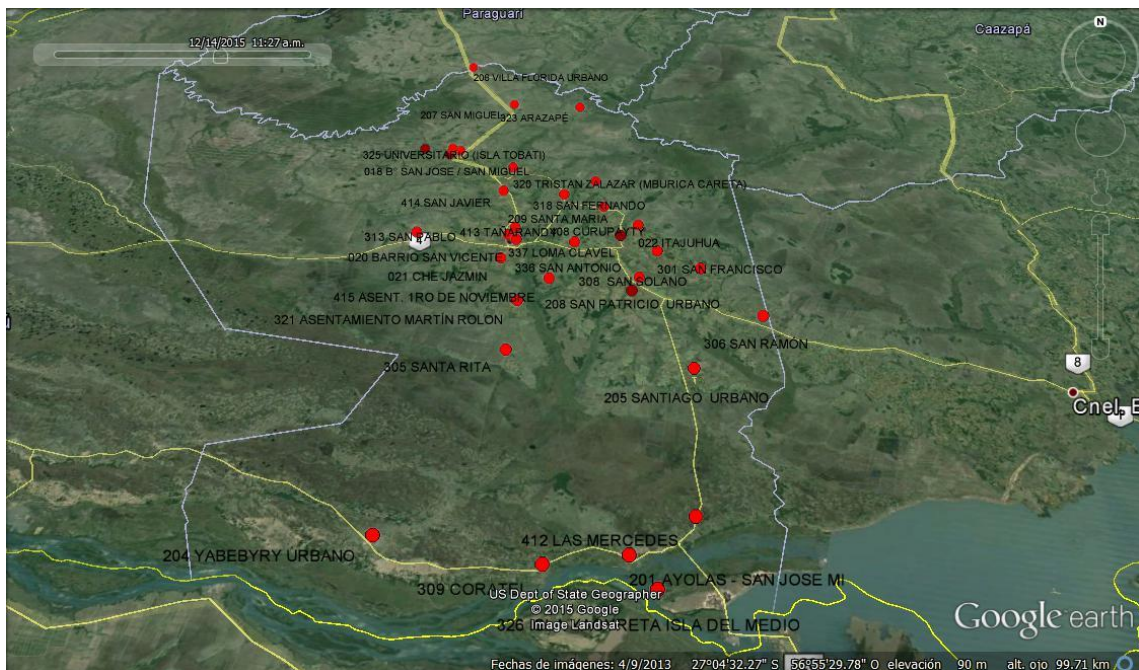 Paraguarí
Caazapá
N
12/14/2015 11:27 a.m.
206 VILLA FLORIDA URBANO
207 SAN MIGUEL
323 ARAZAPÉ
325 UNIVERSITARIO (ISLA TOBATI)
018 B. SAN JOSE / SAN MIGUEL
320 TRISTAN ZALAZAR (MBURICA CARETA)
414 SAN JAVIER
318 SAN FERNANDO
209 SANTA MARIA
313 SAN PABLO
413 TAÑARANDY
408 CURUPAYTY
4
022 ITAJUHUA
337 LOMA CLAVEL
020 BARRIO SAN VICENTE
336 SAN ANTONIO
301 SAN FRANCISCO
021 CHE JAZMIN
308 SAN SOLANO
415 ASENT. 1RO DE NOVIEMBRE
208 SAN PATRICIO URBANO
321 ASENTAMIENTO MARTÍN ROLON
306 SAN RAMÓN
305 SANTA RITA
8
205 SANTIAGO URBANO
Cnel. B
1
412 LAS MERCEDES
204 YABEBYRY URBANO
201 AYOLAS - SAN JOSE MI
309 CORATEI
US Dept of State Geographer
© 2015 Google
Image Landsat
326 RETA ISLA DEL MEDIO
Google earth
Fechas de imágenes: 4/9/2013 27°04'32.27" S 56°55'29.78" O elevación 90 m alt. ojo 99.71 km